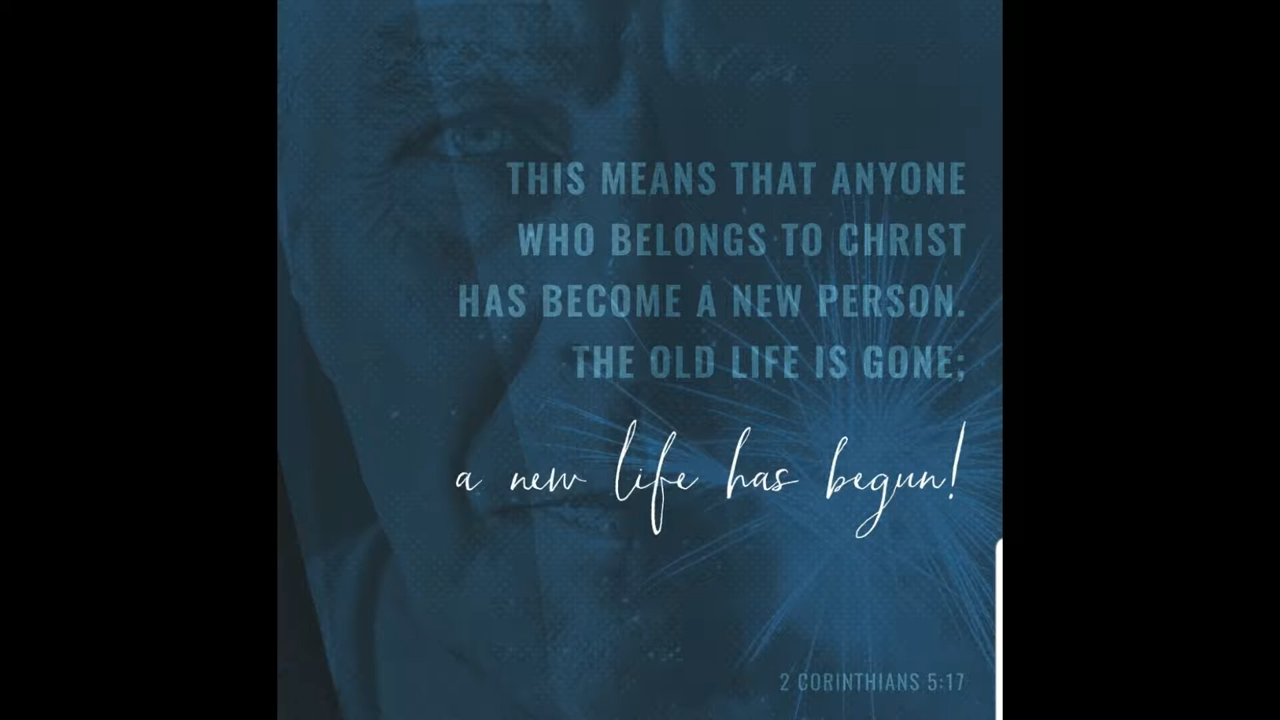 THIS MEANS THAT ANYONE
WHO BELONGS TO CHRIST
HAS BECOME A NEW PERSON.
THE OLD LIFE IS GONE;
a new life has begun!
2 CORINTHIANS 5:17